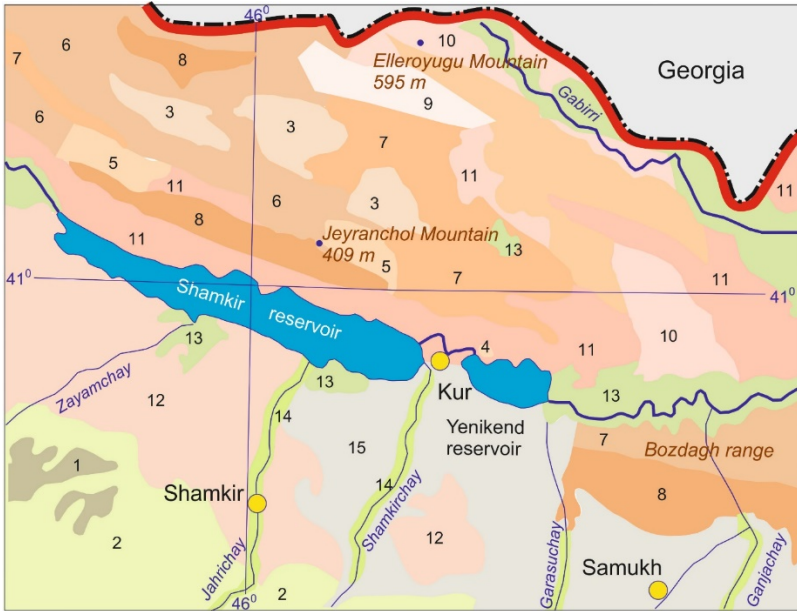 46⁰
6
10
8
Elleroyugu Mountain
595 m
Georgia
7
9
Gabirri
3
3
6
7
5
11
11
11
6
3
8
11
Jeyranchol Mountain
409 m
5
13
7
11
41⁰
41⁰
Shamkir reservoir
10
4
11
13
13
13
Kur
Zayamchay
12
14
Yenikend
reservoir
7
Bozdagh range
15
1
14
8
Shamkir
Shamkirchay
2
12
Jahrichay
Garasuchay
Samukh
Ganjachay
2
46⁰